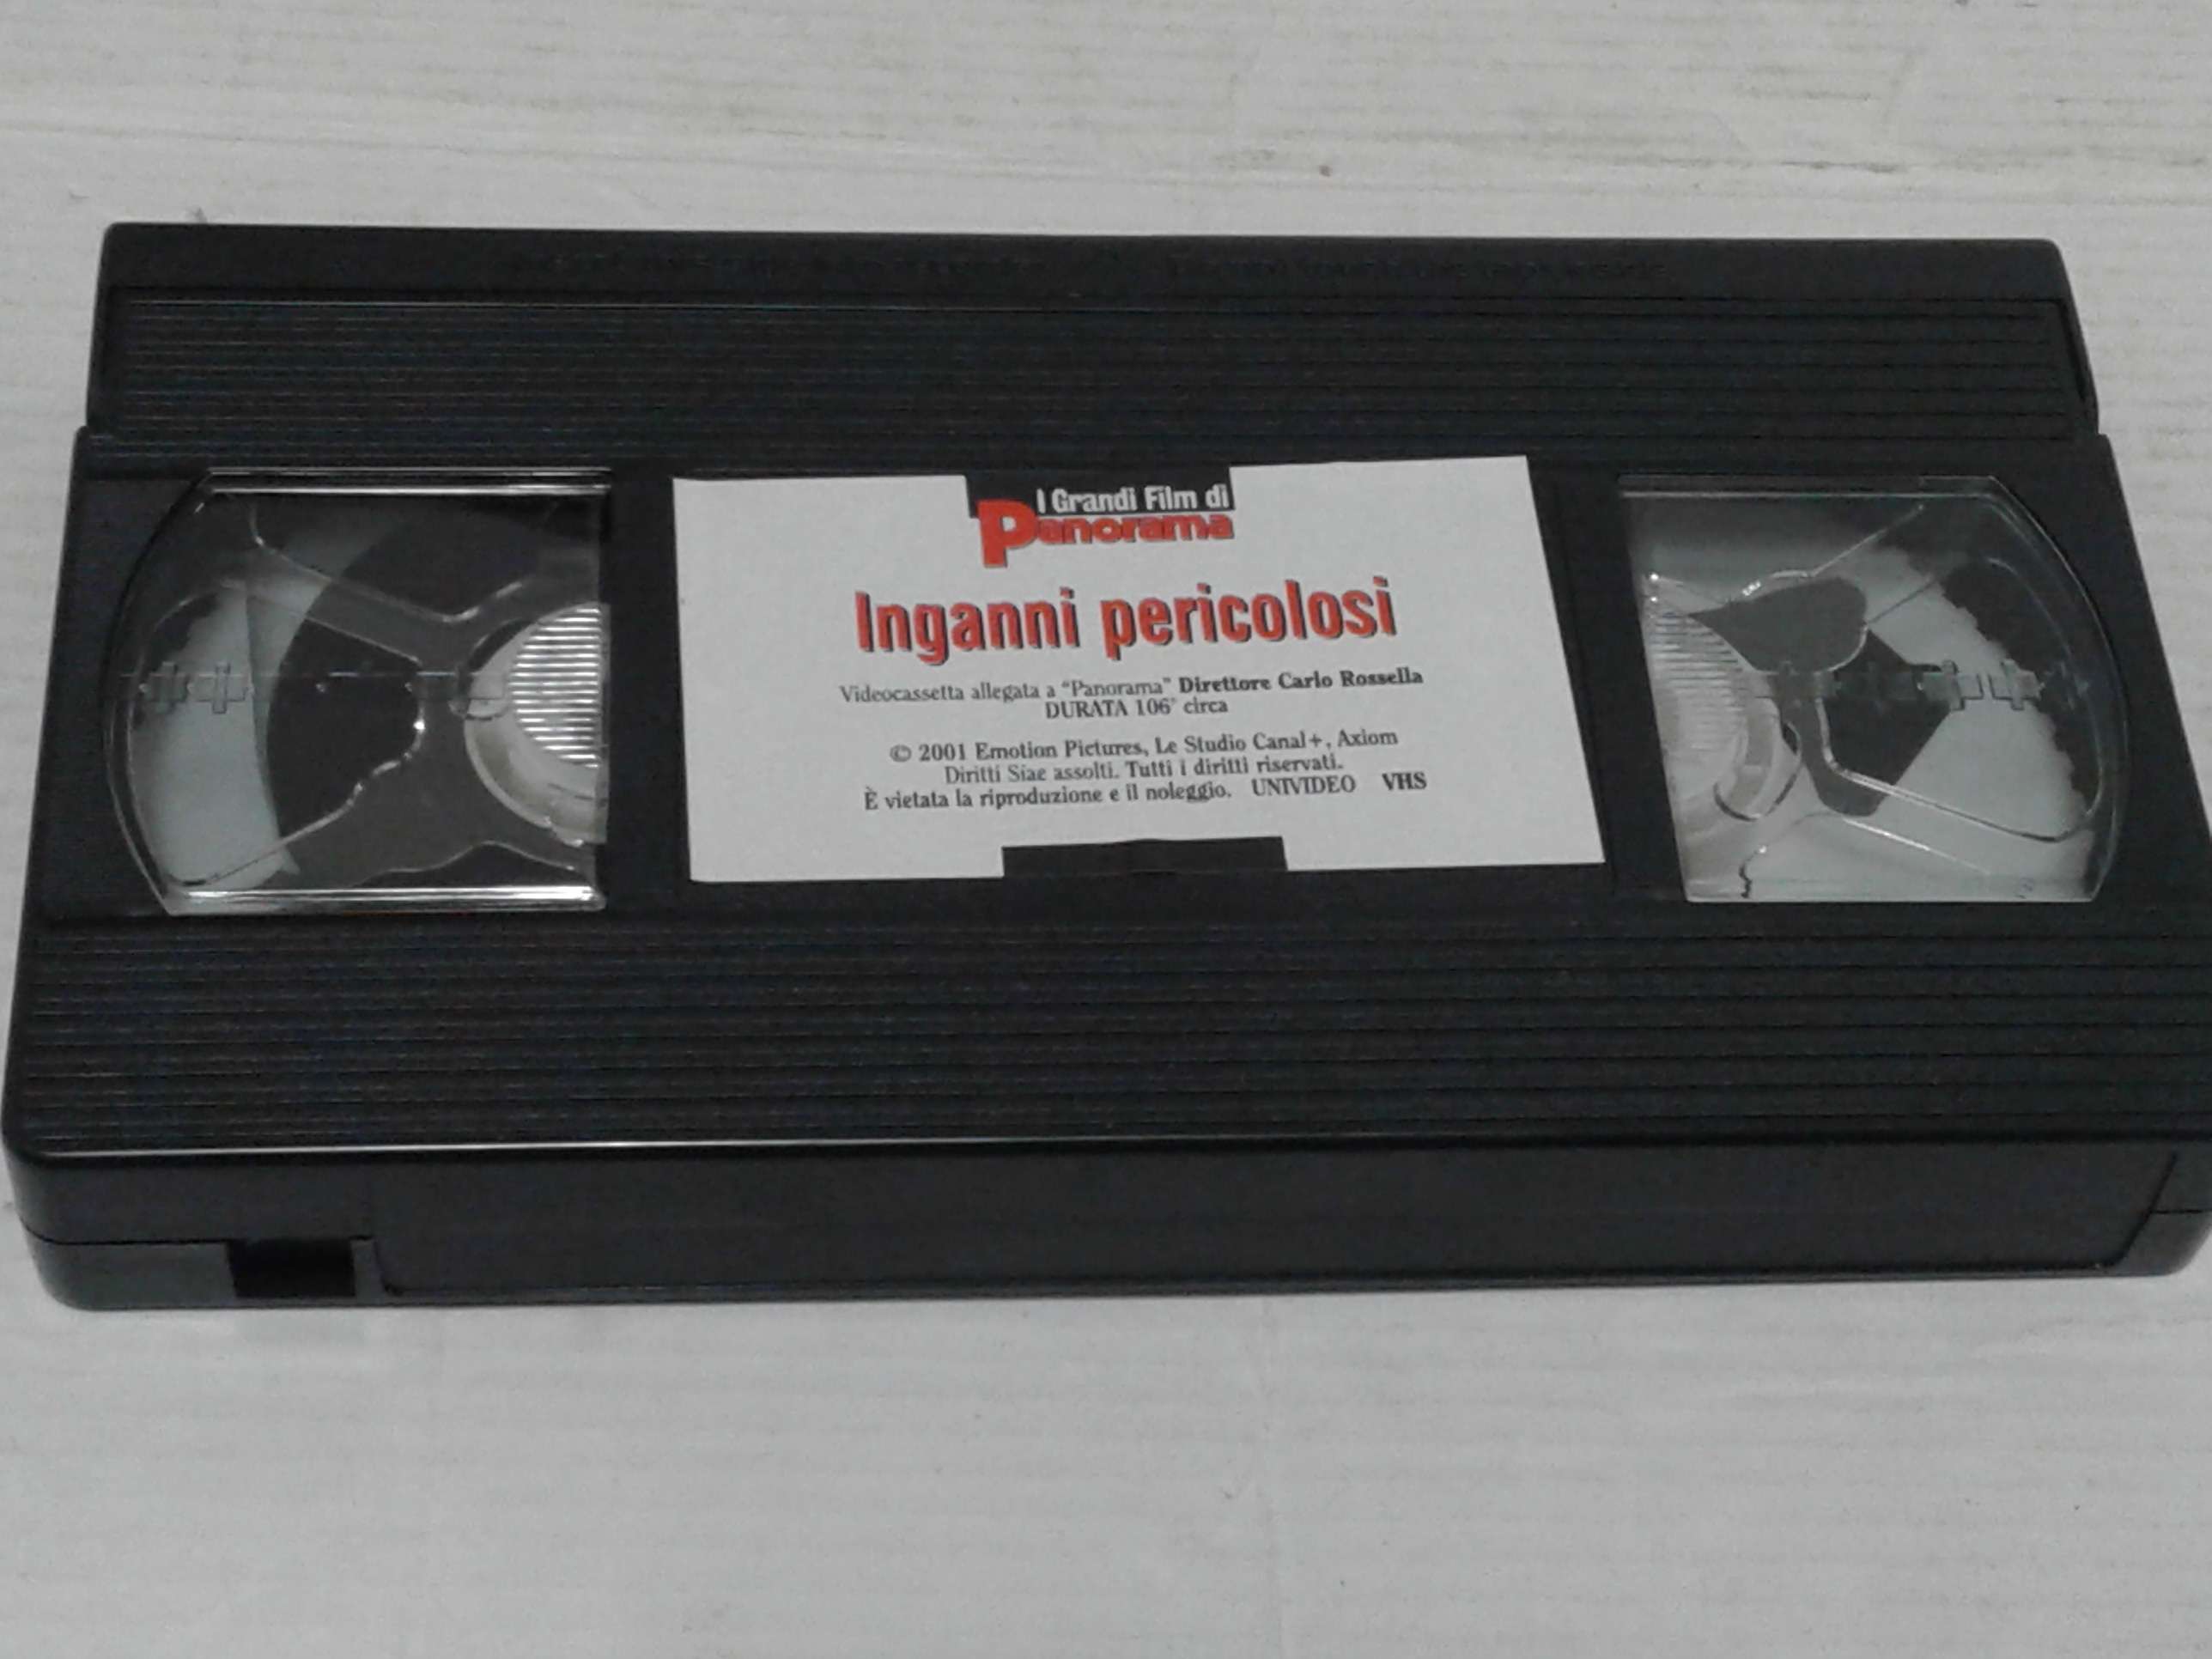 I Grandi Film di
Panorama
Inganni pericolosi
Videocassetta allegata a "Panorama" Direttore Carlo Rossella
DURATA 106' circa
© 2001 Emotion Pictures, Le Studio Canal+, Axiom
Diritti Siae assolti. Tutti i diritti riservati.
È vietata la riproduzione e il noleggio. UNIVIDEO VHS